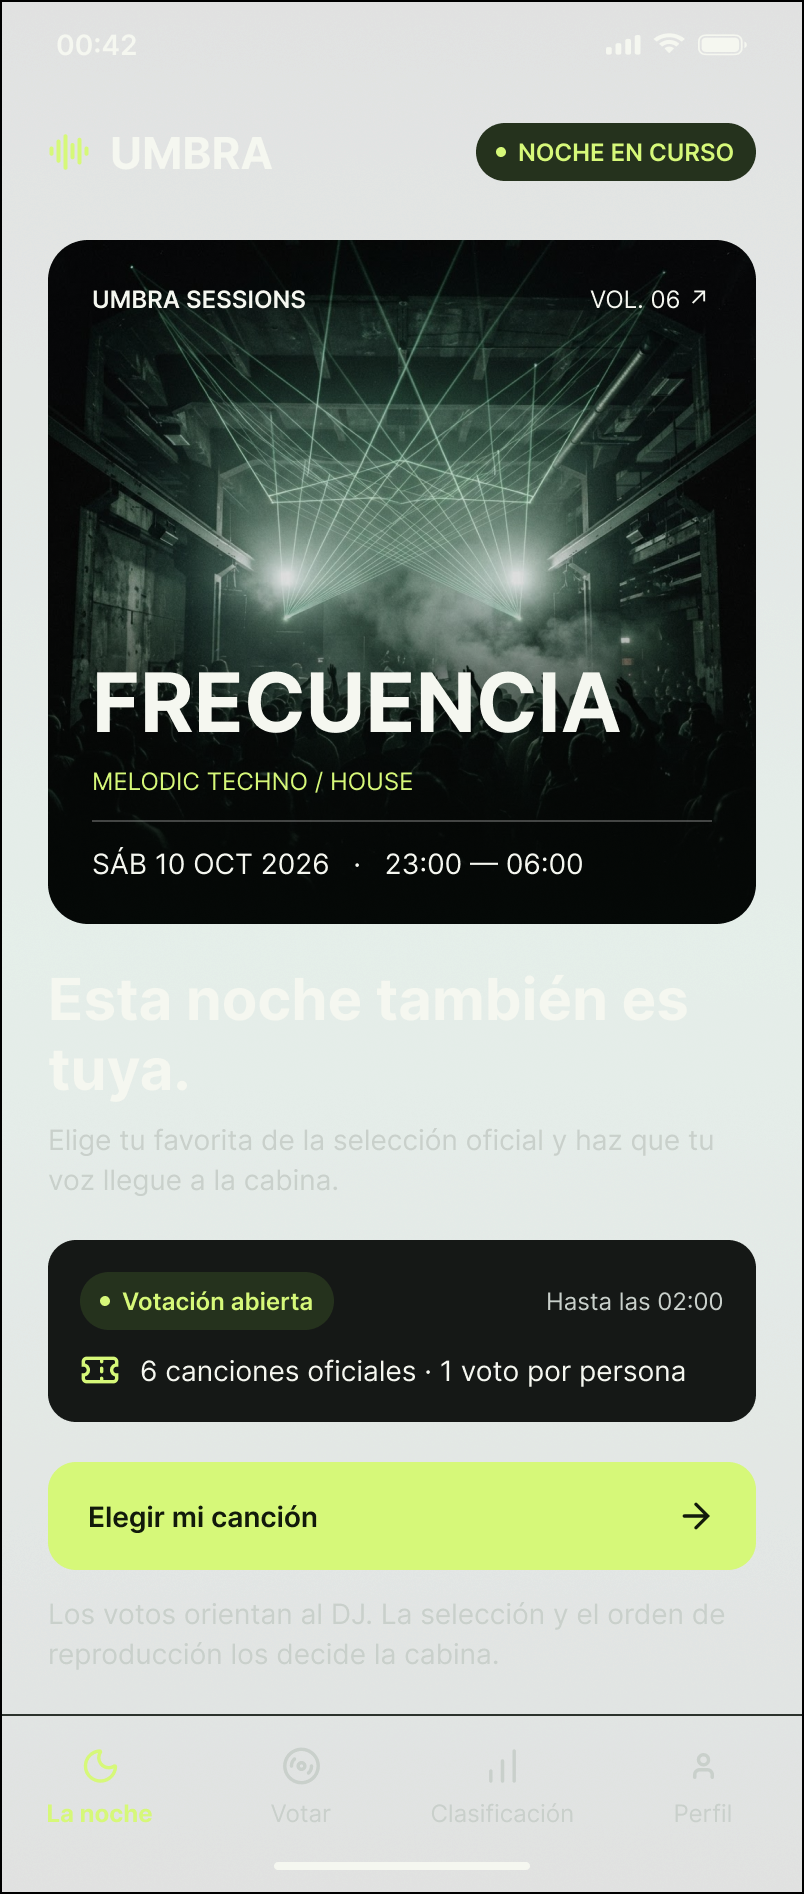 00:42
UMBRA
NOCHE EN CURSO
UMBRA SESSIONS
VOL. 06 ↗
FRECUENCIA
MELODIC TECHNO / HOUSE
SÁB 10 OCT 2026 · 23:00 — 06:00
Esta noche también es
tuya.
Elige tu favorita de la selección oficial y haz que tu
voz llegue a la cabina.
Votación abierta
Hasta las 02:00
6 canciones oficiales · 1 voto por persona
Elegir mi canción
Los votos orientan al DJ. La selección y el orden de
reproducción los decide la cabina.
La noche
Votar
Clasificación
Perfil